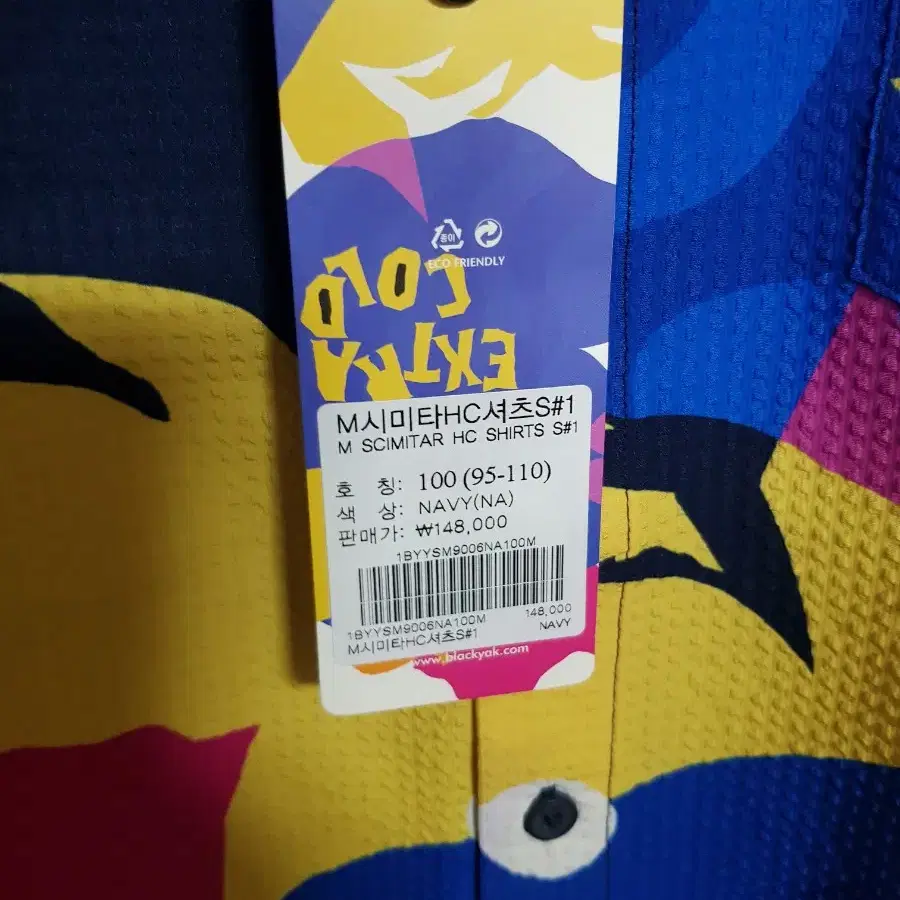 종이
ECO FRIENDLY
EXTRA
COLD
M시미타HC셔츠S#1
M SCIMITAR HC SHIRTS S#1
호 칭: 100 (95-110)
색 상: NAVY(NA)
판매가: ₩148,000
1BYYSM9006NA100M
1BYYSM9006NA100M 148,000
M시미타HC셔츠S#1 NAVY
www.blackyak.com